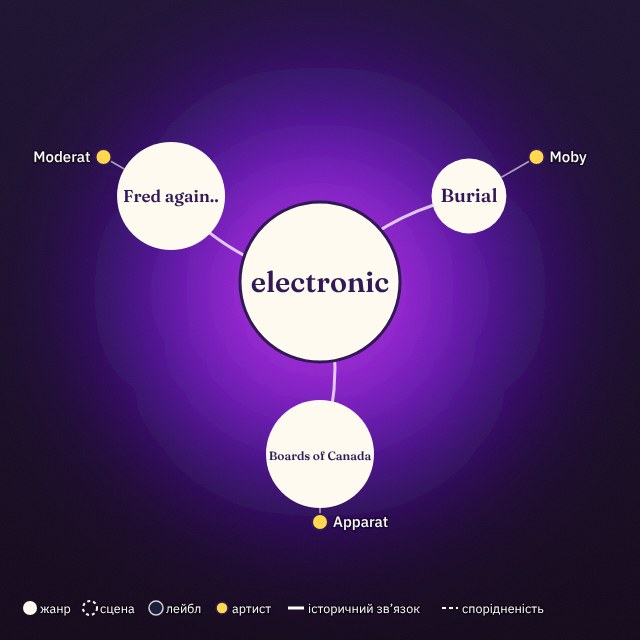 Moderat
Moby
Fred again..
Burial
electronic
Boards of Canada
Apparat
жанр сцена лейбл артист історичний зв’язок спорідненість